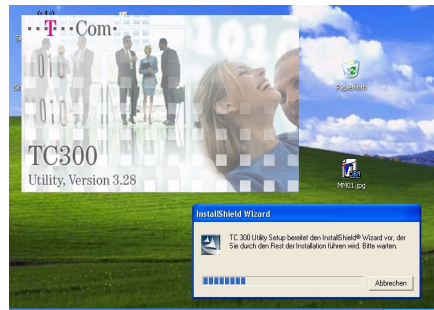 ··T··Com·
TC300
Utility, Version 3.28
Papierkorb
MM01.jpg
InstallShield Wizard
TC 300 Utility Setup bereitet den InstallShield® Wizard vor, der
Sie durch den Rest der Installation führen wird. Bitte warten.
Abbrechen